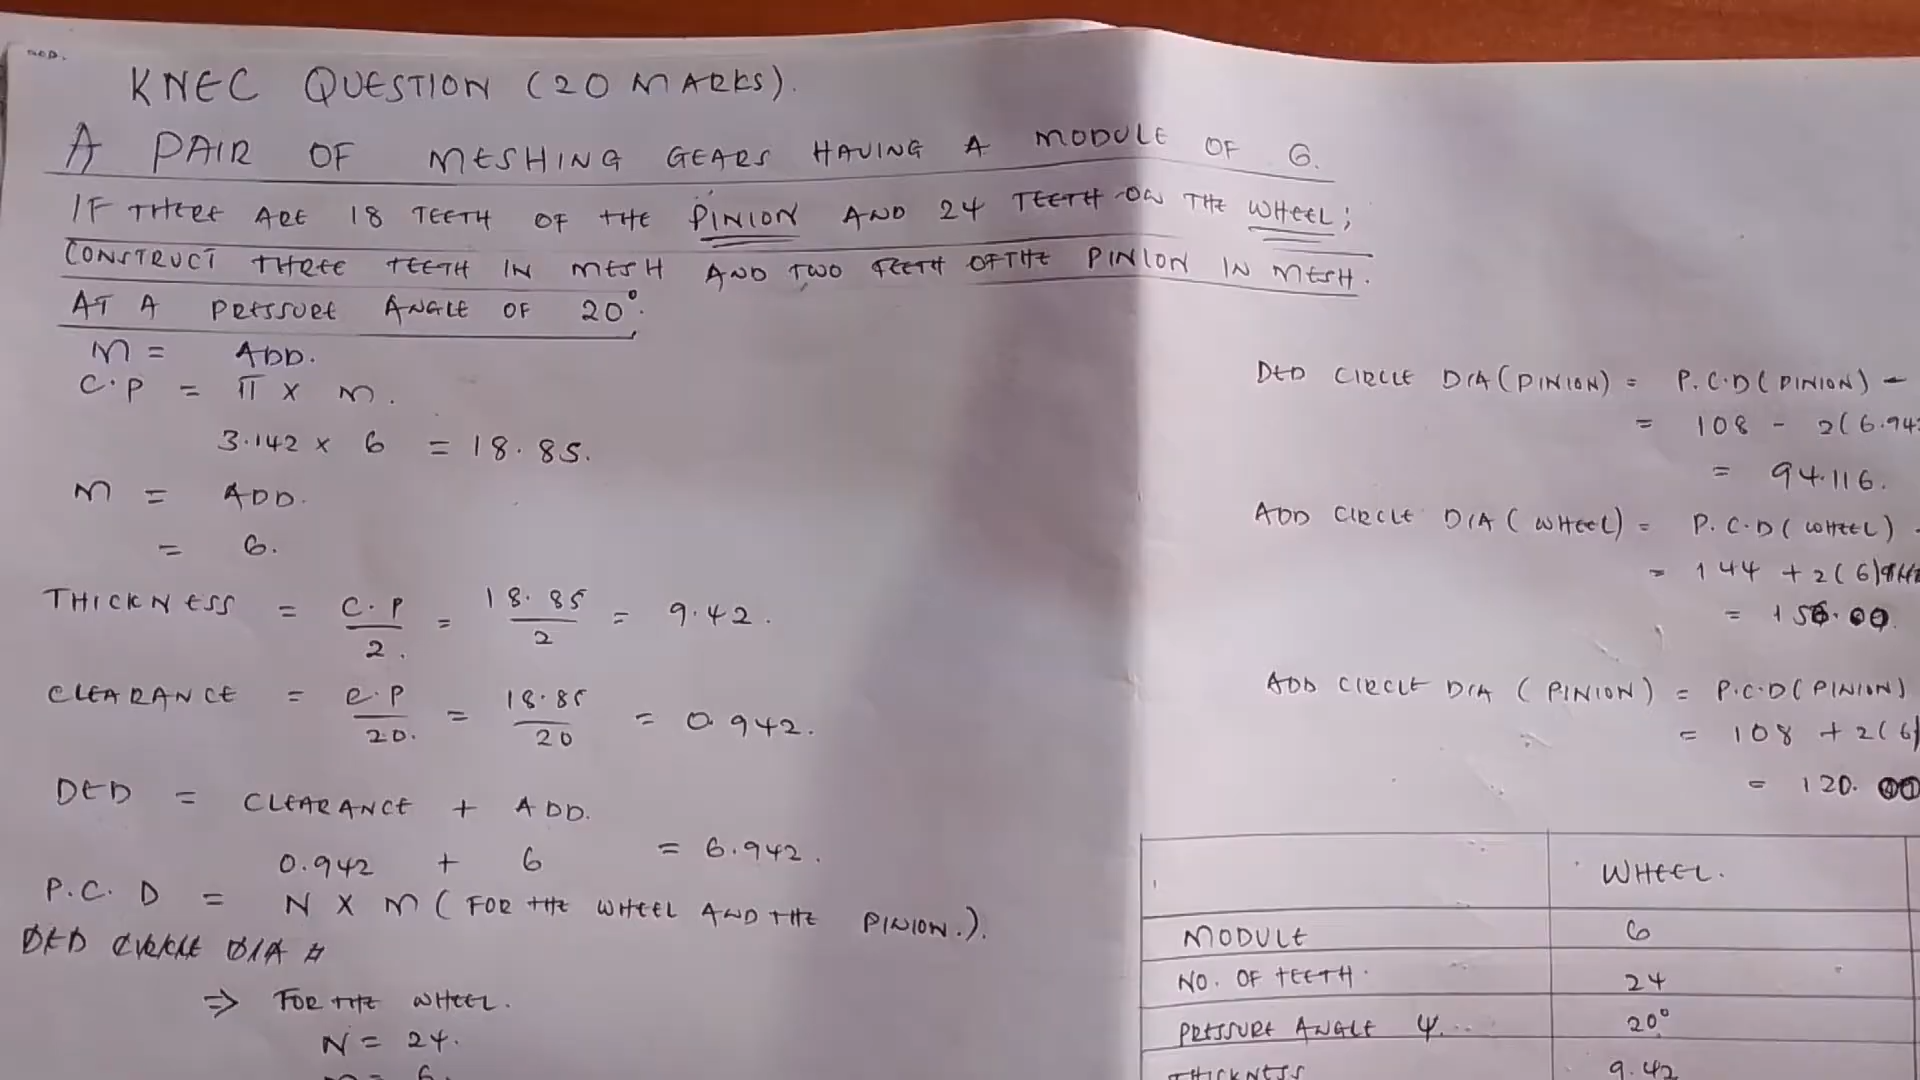 KNEC QUESTION (20 MARKS).
A PAIR OF MESHING GEARS HAVING A MODULE OF 6.
IF THERE ARE 18 TEETH OF THE PINION AND 24 TEETH ON THE WHEEL;
CONSTRUCT THREE TEETH IN MESH AND TWO TEETH OF THE PINION IN MESH.
AT A PRESSURE ANGLE OF 20°.
M = ADD.
C.P = π × m.
3.142 × 6 = 18.85.
M = ADD.
= 6.
THICKNESS = C.P/2. = 18.85/2 = 9.42.
CLEARANCE = C.P/20. = 18.85/20 = 0.942.
DED = CLEARANCE + ADD.
0.942 + 6 = 6.942.
P.C.D = N × M (FOR THE WHEEL AND THE PINION.).
DED CIRCLE DIA =
⇒ FOR THE WHEEL.
N = 24.
m = 6.
DED CIRCLE DIA (PINION) = P.C.D (PINION) -
= 108 - 2(6.942
= 94.116.
ADD CIRCLE DIA (WHEEL) = P.C.D (WHEEL)
= 144 + 2(6)
= 156.00.
ADD CIRCLE DIA (PINION) = P.C.D (PINION)
= 108 + 2(6)
= 120.00
WHEEL.
MODULE 6
NO. OF TEETH. 24
PRESSURE ANGLE ψ... 20°
THICKNESS 9.42